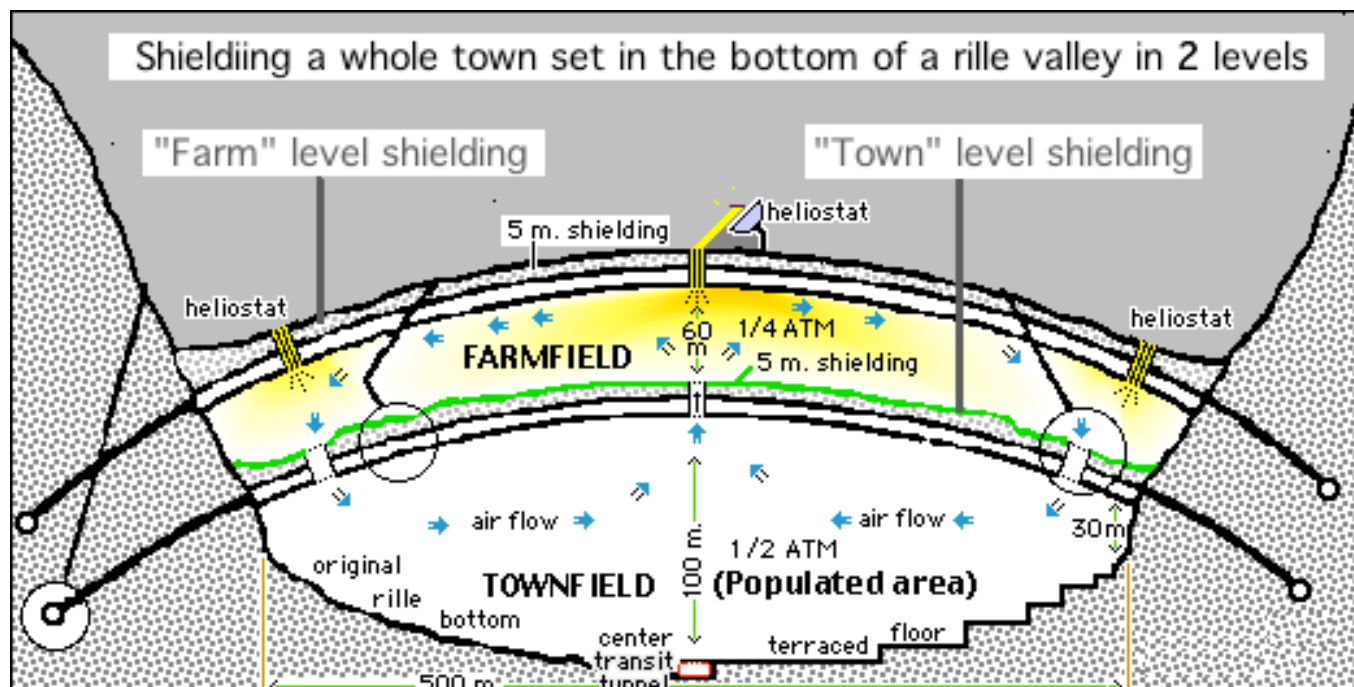 Shieldiing a whole town set in the bottom of a rille valley in 2 levels
"Farm" level shielding
"Town" level shielding
heliostat
5 m. shielding
heliostat
heliostat
60 m
1/4 ATM
FARMFIELD
5 m. shielding
air flow
air flow
30m
100 m
1/2 ATM
original
rille
bottom
TOWNFIELD (Populated area)
center
transit
tunnel
terraced floor
500 m